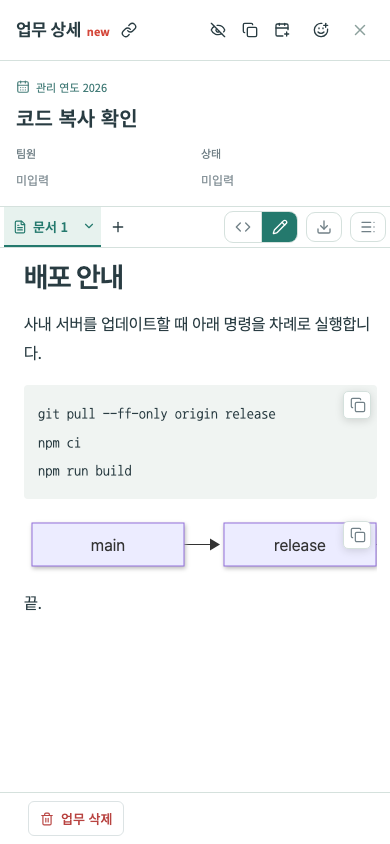 업무 상세 new
관리 연도 2026
코드 복사 확인
팀원 상태
미입력 미입력
문서 1
배포 안내
사내 서버를 업데이트할 때 아래 명령을 차례로 실행합니
다.
git pull --ff-only origin release
npm ci
npm run build
main release
끝.
업무 삭제